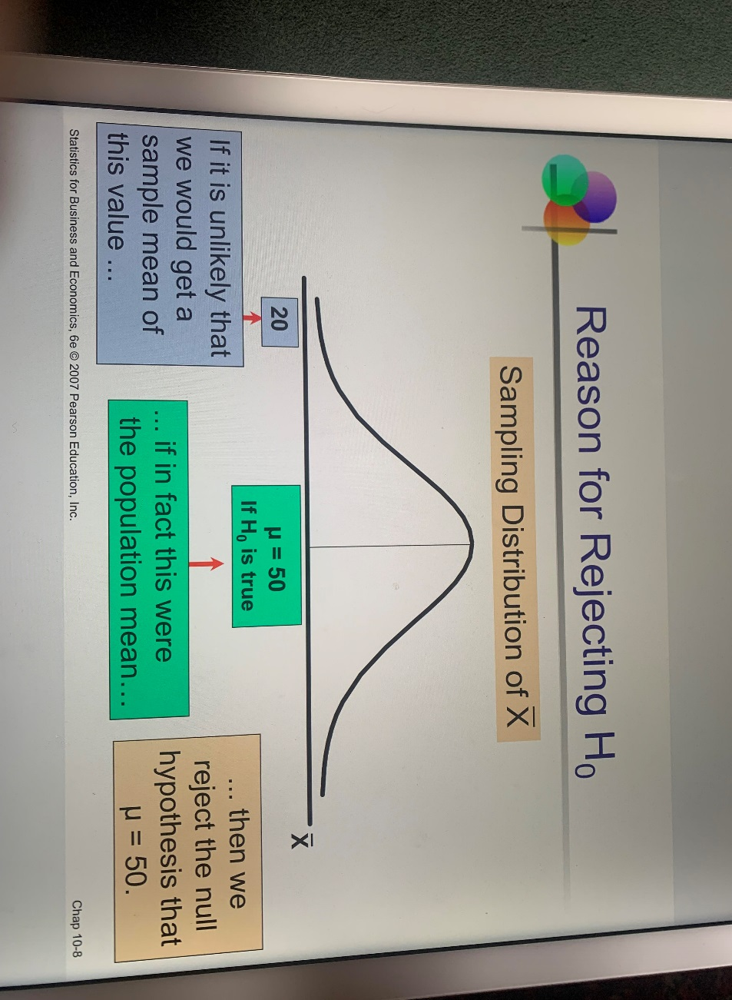 Reason for Rejecting H₀
Sampling Distribution of X̅
20
μ = 50
If H₀ is true
X̅
If it is unlikely that
we would get a
sample mean of
this value ...
... if in fact this were
the population mean…
... then we
reject the null
hypothesis that
μ = 50.
Statistics for Business and Economics, 6e © 2007 Pearson Education, Inc.
Chap 10-8